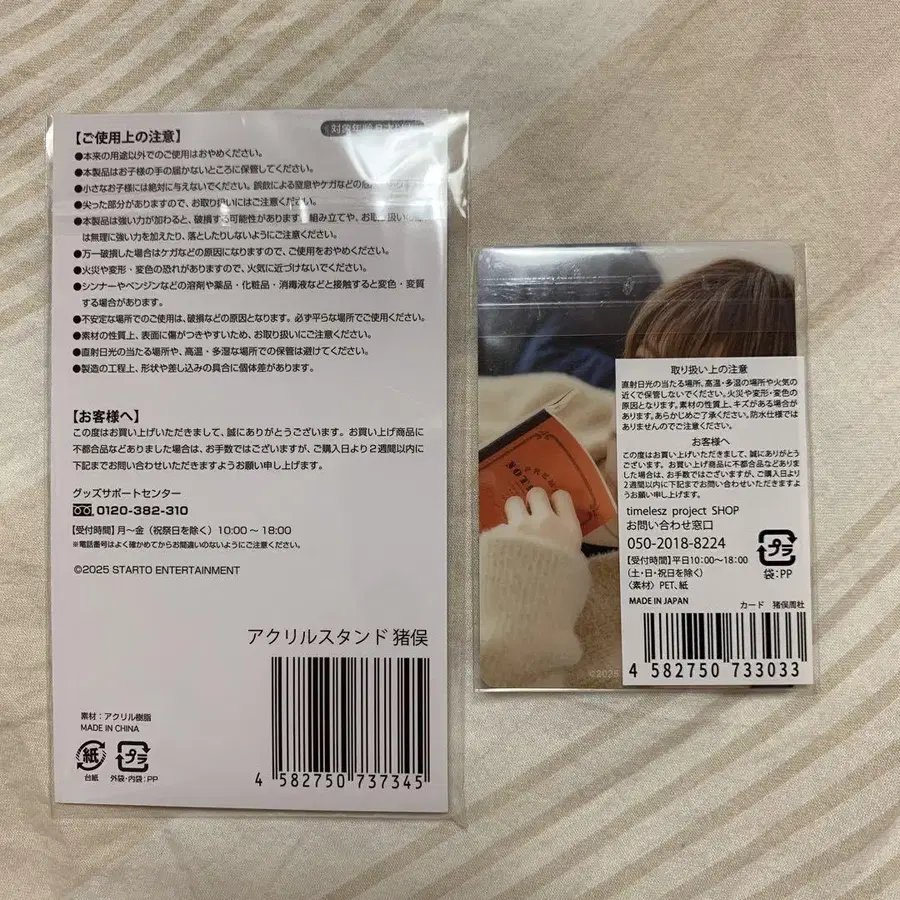 【ご使用上の注意】
●本来の用途以外でのご使用はおやめください。
●本製品はお子様の手の届かないところに保管してください。
●小さなお子様には絶対に与えないでください。誤飲による窒息やケガなどの
●尖った部分がありますので、お取り扱いにはご注意ください。
●本製品は強い力が加わると、破損する可能性があります。組み立てや、お取り扱い
は無理に強い力を加えたり、落としたりしないようにご注意ください。
●万一破損した場合はケガなどの原因になりますので、ご使用をおやめください。
●火災や変形・変色の恐れがありますので、火気に近づけないでください。
●シンナーやベンジンなどの溶剤や薬品・化粧品・消毒液などと接触すると変色・変質
する場合があります。
●不安定な場所でのご使用は、破損などの原因となります。必ず平らな場所でご使用ください。
●素材の性質上、表面に傷がつきやすいため、お取り扱いにご注意ください。
●直射日光の当たる場所や、高温・多湿な場所での保管は避けてください。
●製造の工程上、形状や差し込みの具合に個体差があります。
【お客様へ】
この度はお買い上げいただきまして、誠にありがとうございます。お買い上げ商品に
不都合品などありました場合は、お手数ではございますが、ご購入日より2週間以内に
下記までお問い合わせいただきますようお願い申し上げます。
グッズサポートセンター
0120-382-310
【受付時間】月~金（祝祭日を除く）10:00~18:00
※電話番号はよく確かめてからお間違いのないようにご注意ください。
©2025 STARTO ENTERTAINMENT
アクリルスタンド 猪俣
素材:アクリル樹脂
MADE IN CHINA
紙 プラ
台紙 外袋・内袋:PP
4 582750 737345
取り扱い上の注意
直射日光の当たる場所、高温・多湿の場所や火気の
近くで保管しないでください。火災や変形・変色の
原因となります。素材の性質上、キズがある場合が
あります。あらかじめご了承ください。防水仕様では
ありませんのでご注意ください。
お客様へ
この度はお買い上げいただきまして、誠にありがとうご
ざいます。お買い上げ商品に不都合品などありました
場合は、お手数ではございますが、ご購入日より
2週間以内に下記までお問い合わせいただきますよ
うお願い申し上げます。
timelesz project SHOP
お問い合わせ窓口
050-2018-8224
【受付時間】平日10:00~18:00
（土・日・祝日を除く）
〈素材〉PET、紙
プラ
袋:PP
MADE IN JAPAN
カード 猪俣周杜
4 582750 733033
©2025